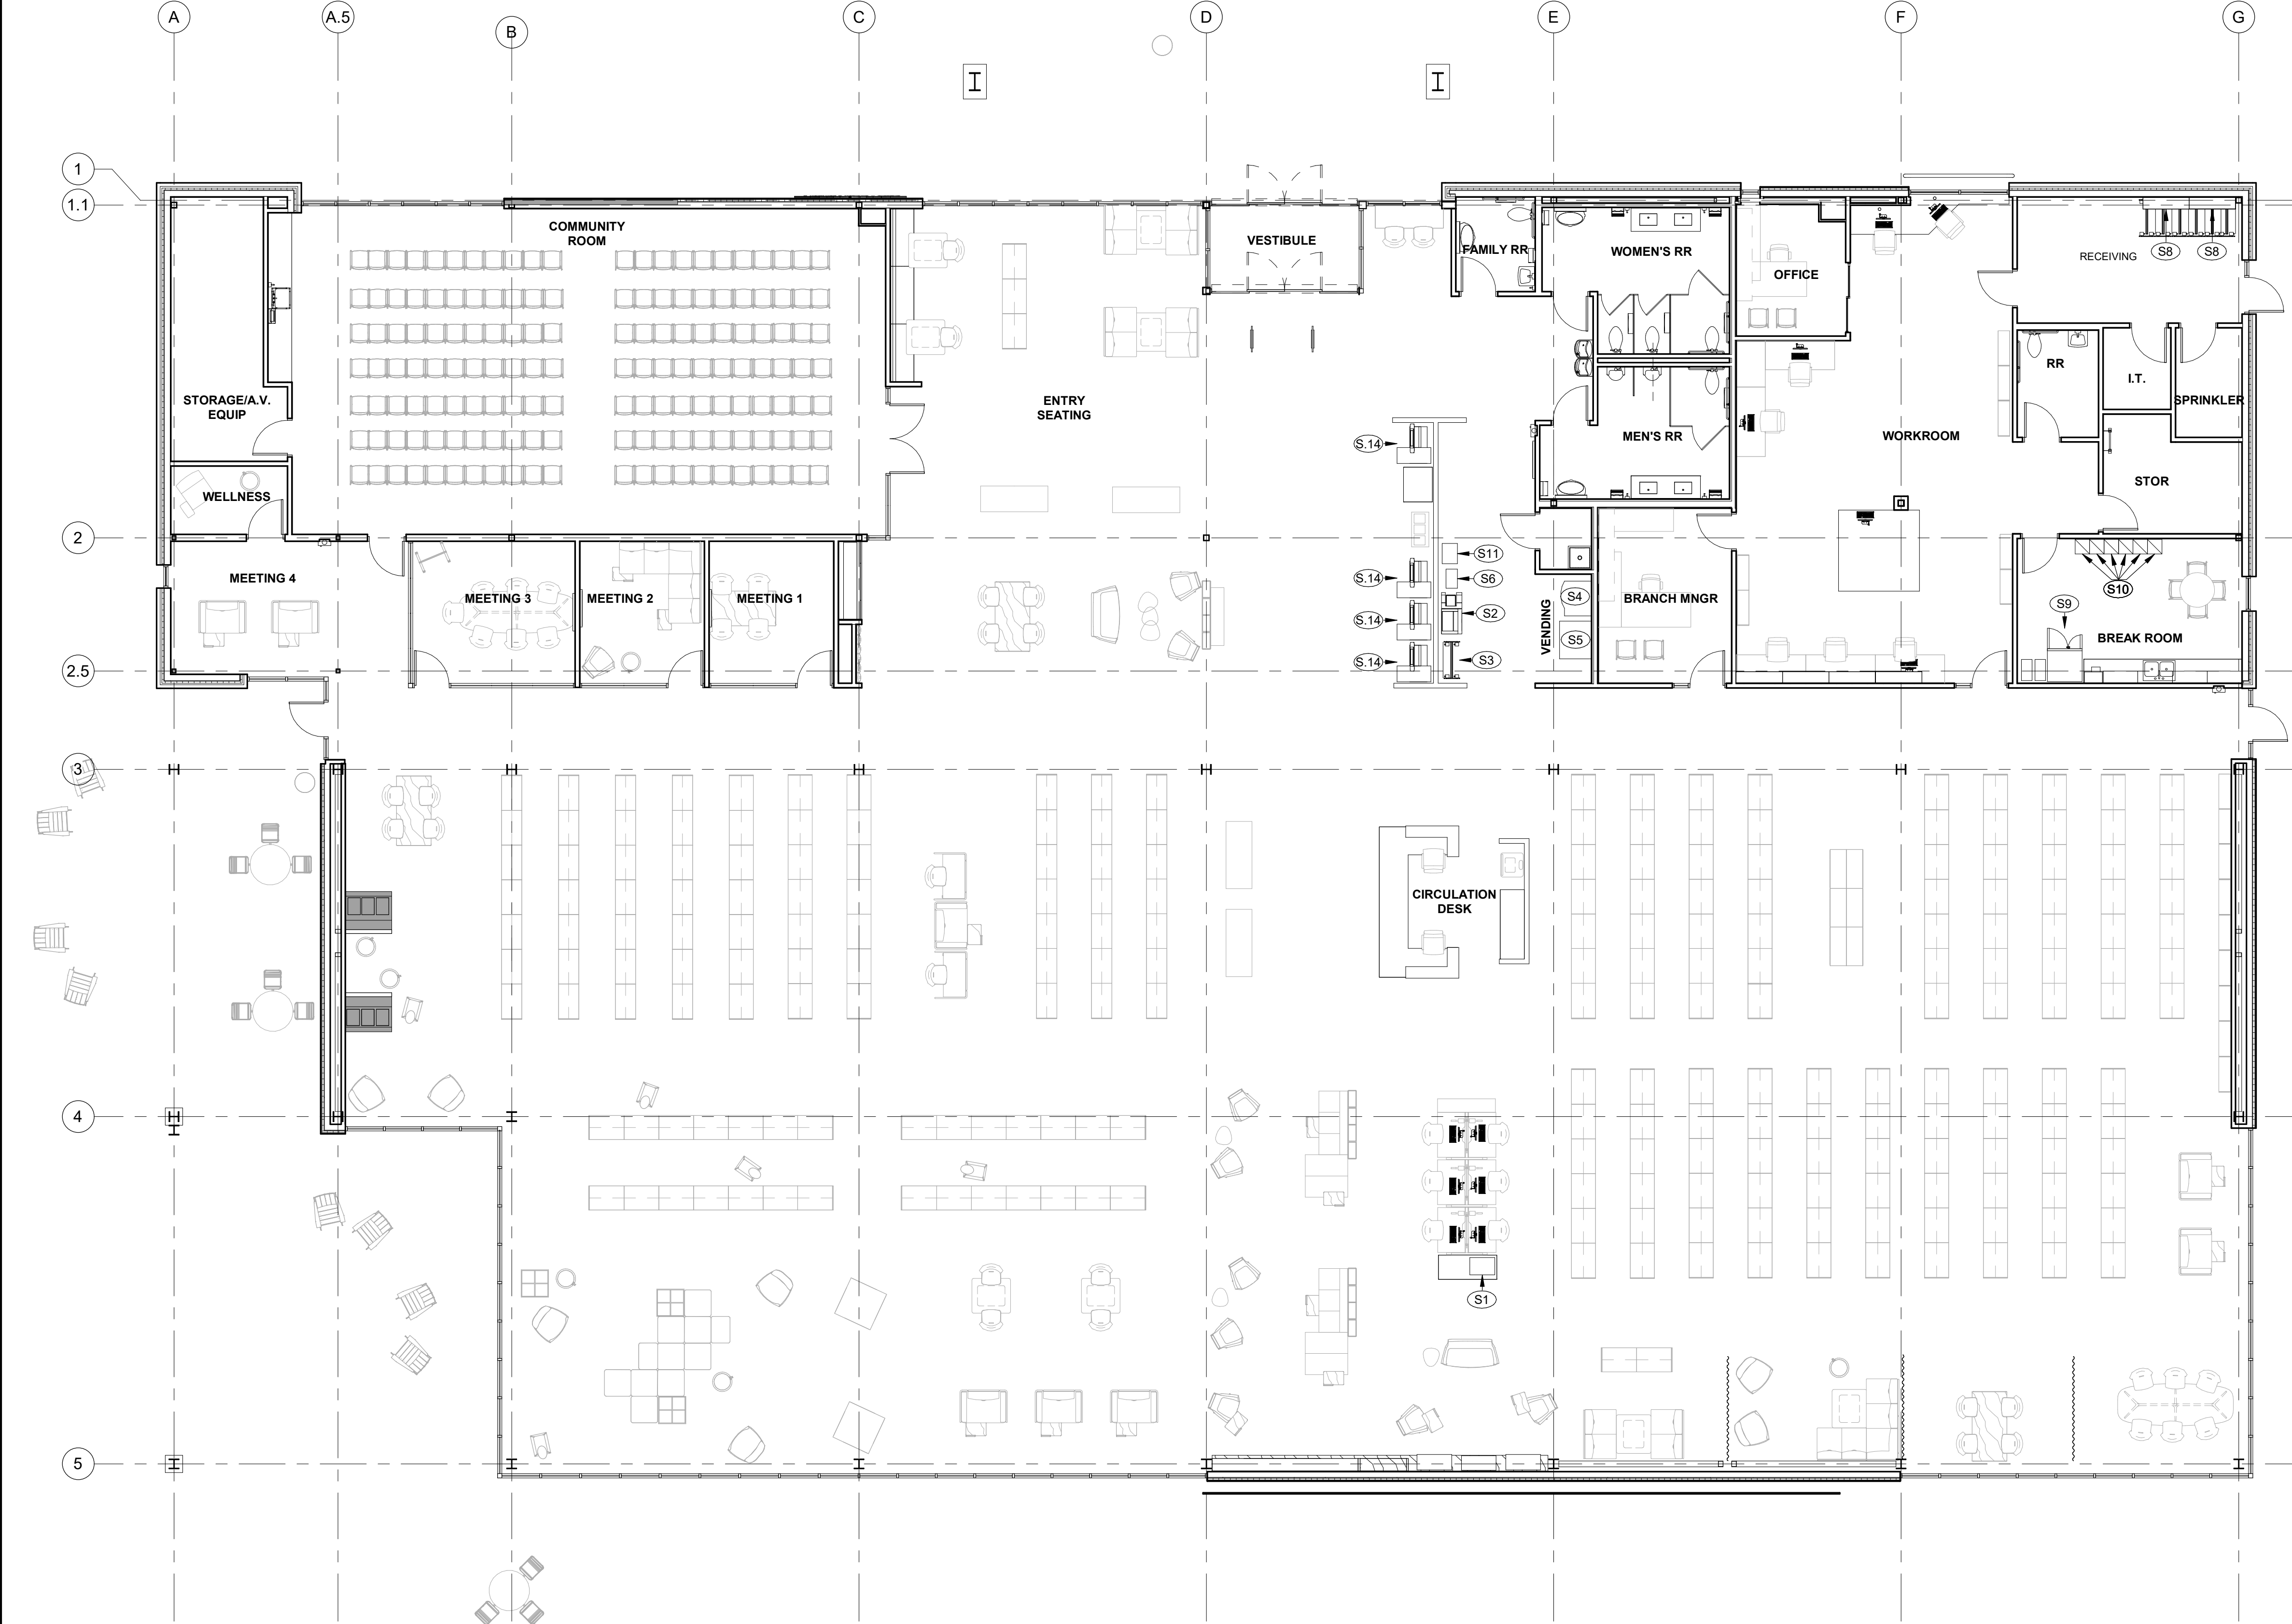 A
A.5
B
C
D
E
F
G
1
1.1
COMMUNITY
ROOM
VESTIBULE
FAMILY RR
WOMEN'S RR
OFFICE
RECEIVING
S8
S8
STORAGE/A.V.
EQUIP
ENTRY
SEATING
RR
I.T.
SPRINKLER
S.14
MEN'S RR
WORKROOM
WELLNESS
STOR
2
MEETING 4
MEETING 3
MEETING 2
MEETING 1
S11
S.14
S6
S4
S2
S.14
S5
S3
S.14
VENDING
BRANCH MNGR
S10
S9
BREAK ROOM
2.5
3
CIRCULATION
DESK
4
S1
5